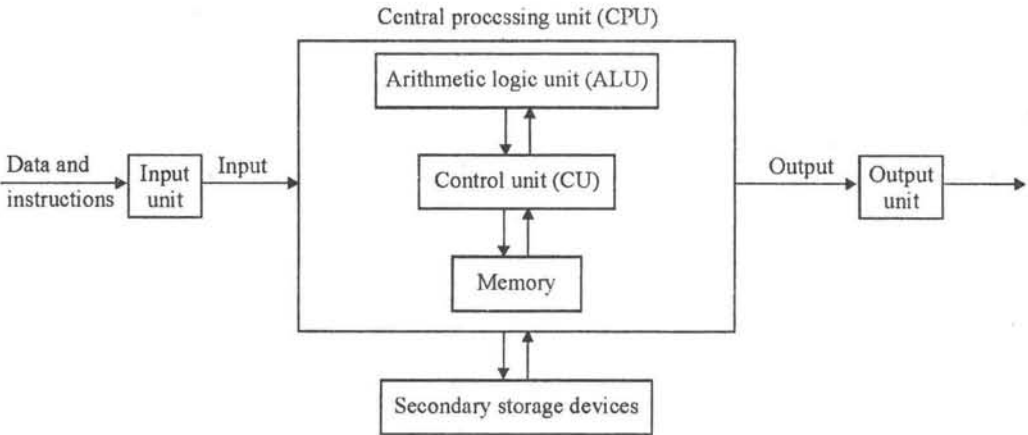 Central processing unit (CPU)
Arithmetic logic unit (ALU)
Data and
instructions
Input
unit
Input
Control unit (CU)
Output
Output
unit
Memory
Secondary storage devices